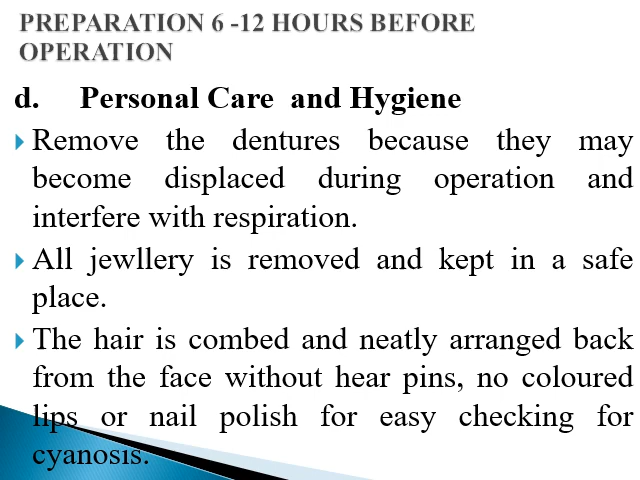 PREPARATION 6 -12 HOURS BEFORE
OPERATION
d. Personal Care and Hygiene
Remove the dentures because they may
become displaced during operation and
interfere with respiration.
All jewllery is removed and kept in a safe
place.
The hair is combed and neatly arranged back
from the face without hear pins, no coloured
lips or nail polish for easy checking for
cyanosis.